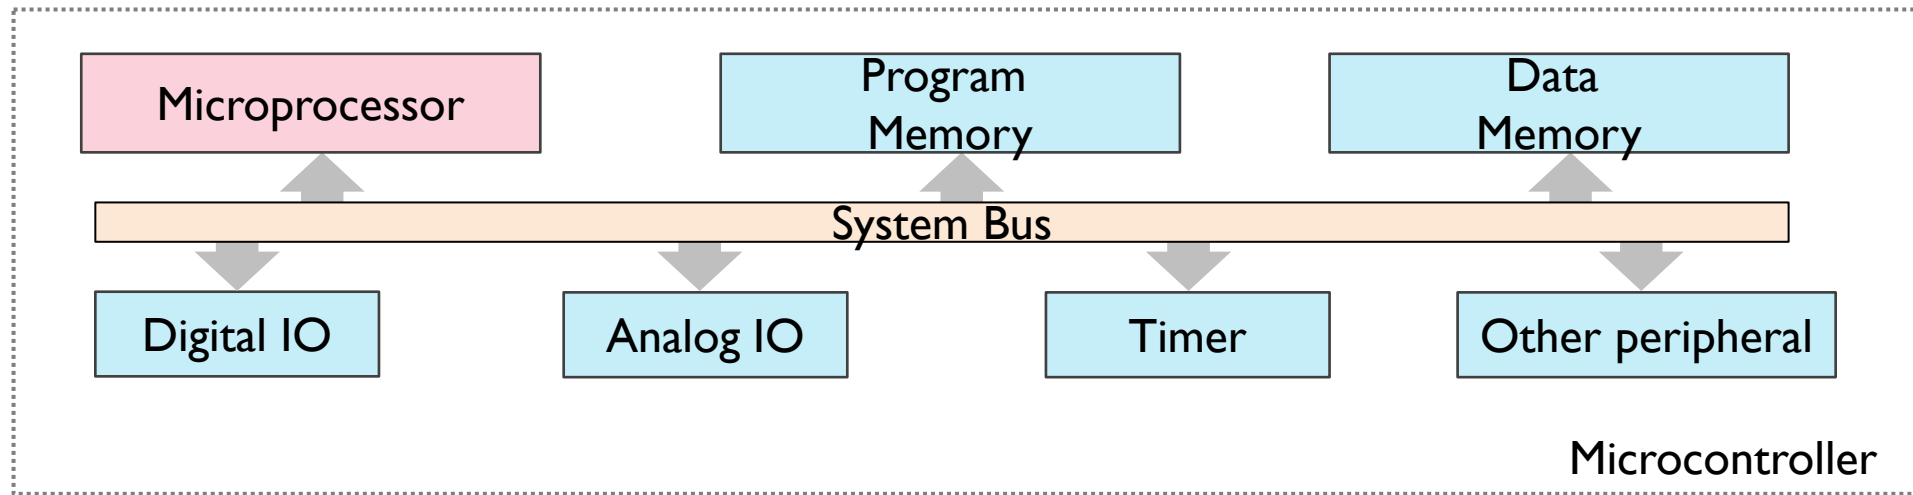 Microprocessor
Program
Memory
Data
Memory
System Bus
Digital IO
Analog IO
Timer
Other peripheral
Microcontroller